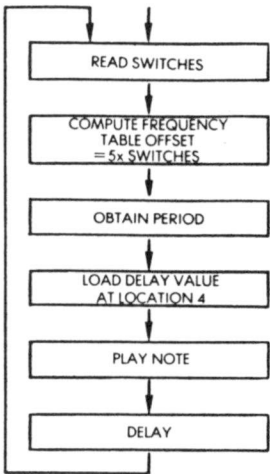 READ SWITCHES
COMPUTE FREQUENCY
TABLE OFFSET
= 5x SWITCHES
OBTAIN PERIOD
LOAD DELAY VALUE
AT LOCATION 4
PLAY NOTE
DELAY